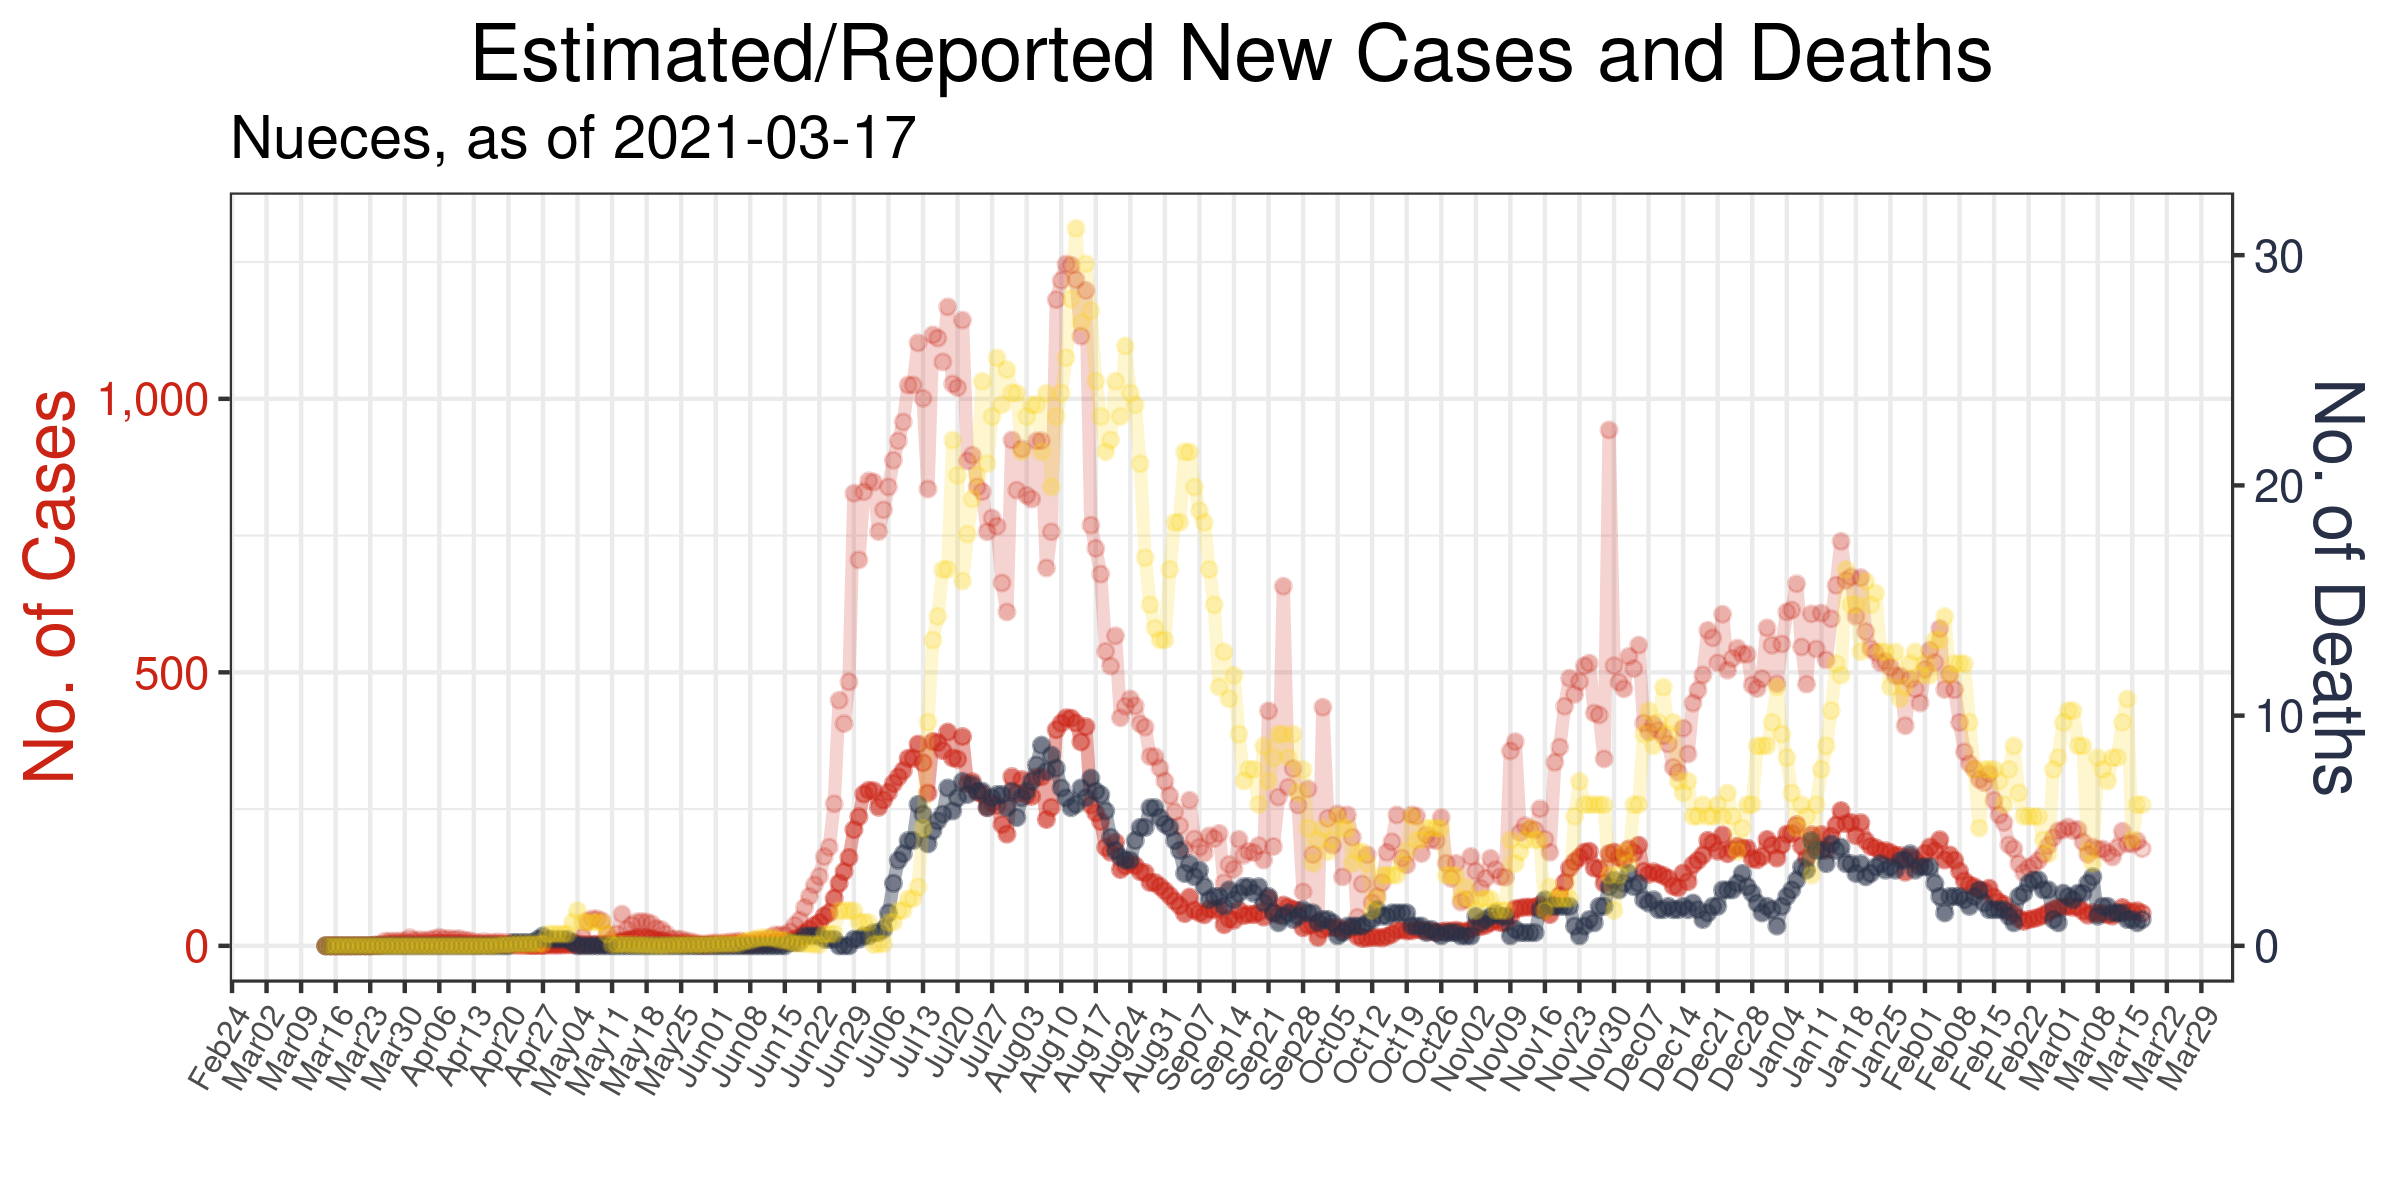 Estimated/Reported New Cases and Deaths
Nueces, as of 2021-03-17
No. of Cases
1,000
500
0
No. of Deaths
30
20
10
0
Feb24
Mar02
Mar09
Mar16
Mar23
Mar30
Apr06
Apr13
Apr20
Apr27
May04
May11
May18
May25
Jun01
Jun08
Jun15
Jun22
Jun29
Jul06
Jul13
Jul20
Jul27
Aug03
Aug10
Aug17
Aug24
Aug31
Sep07
Sep14
Sep21
Sep28
Oct05
Oct12
Oct19
Oct26
Nov02
Nov09
Nov16
Nov23
Nov30
Dec07
Dec14
Dec21
Dec28
Jan04
Jan11
Jan18
Jan25
Feb01
Feb08
Feb15
Feb22
Mar01
Mar08
Mar15
Mar22
Mar29